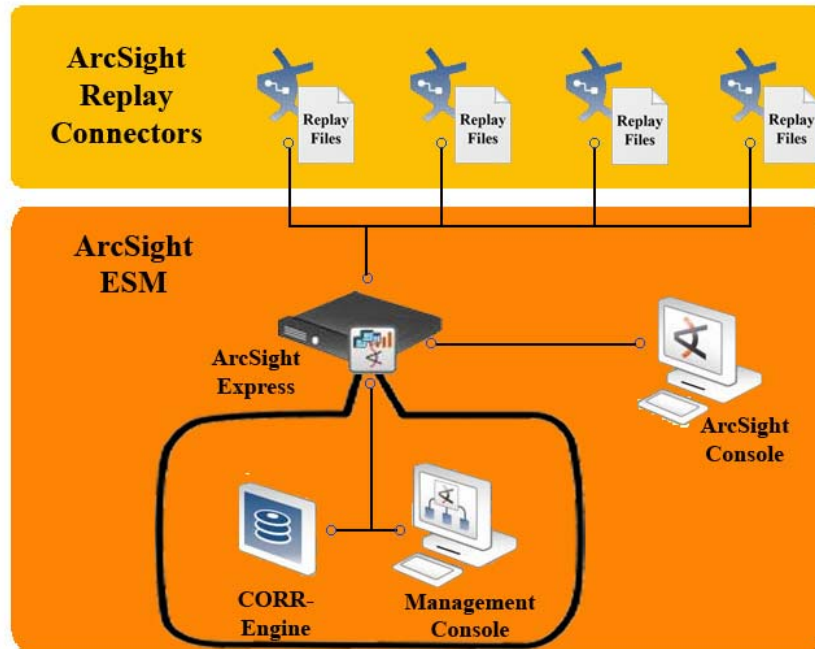 ArcSight
Replay
Connectors
Replay
Files
Replay
Files
Replay
Files
Replay
Files
ArcSight
ESM
ArcSight
Express
ArcSight
Console
CORR-
Engine
Management
Console